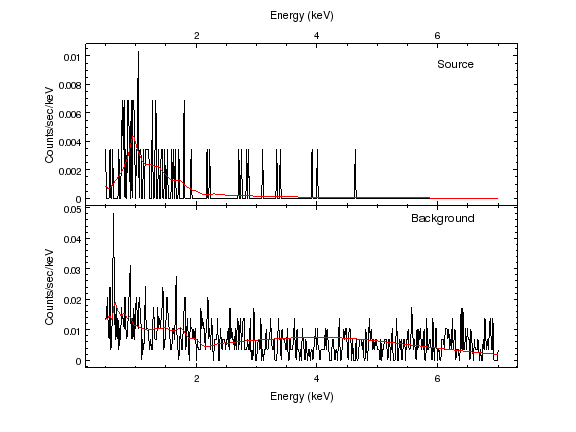 Energy (keV)
2 4 6
0.01
Source
0.008
0.006
Counts/sec/keV
0.004
0.002
0
0.05
Background
0.04
0.03
Counts/sec/keV
0.02
0.01
0
2 4 6
Energy (keV)